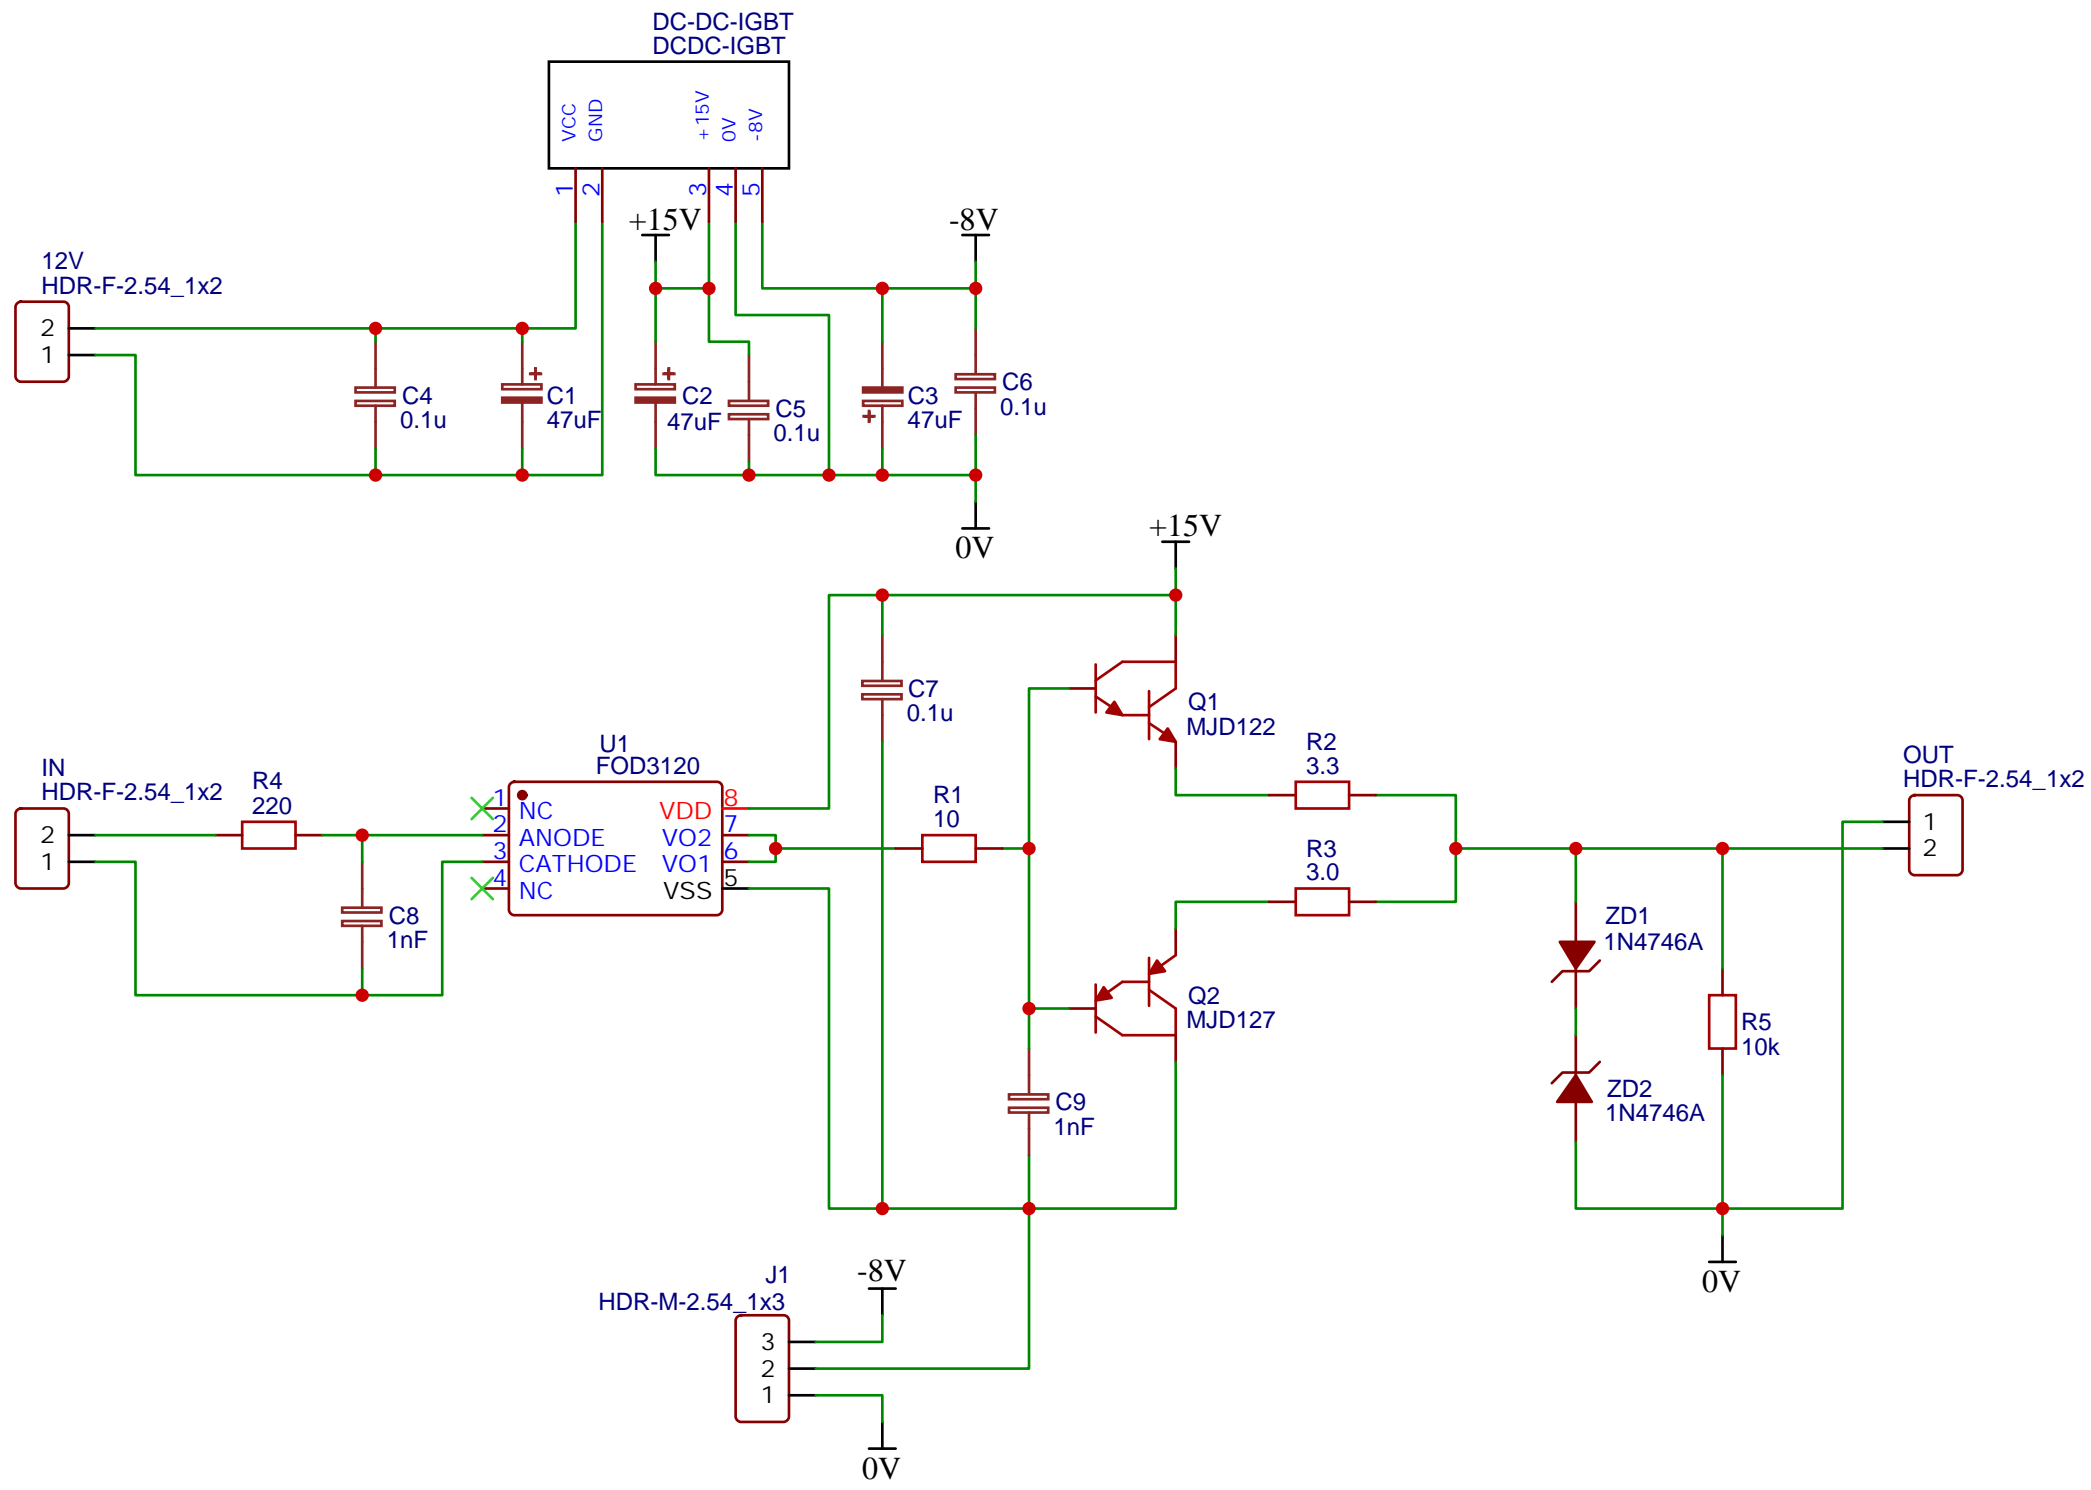 DC-DC-IGBT
DCDC-IGBT
VCC
GND
+15V
0V
-8V
1
2
3
4
5
+15V
-8V
12V
HDR-F-2.54_1x2
2
1
C4
0.1u
+
C1
47uF
+
C2
47uF
C5
0.1u
+
C3
47uF
C6
0.1u
0V
+15V
C7
0.1u
Q1
MJD122
IN
HDR-F-2.54_1x2
2
1
R4
220
U1
FOD3120
1
NC
2
ANODE
3
CATHODE
4
NC
VDD
8
VO2
7
VO1
6
VSS
5
C8
1nF
R1
10
R2
3.3
R3
3.0
OUT
HDR-F-2.54_1x2
1
2
Q2
MJD127
ZD1
1N4746A
R5
10k
ZD2
1N4746A
C9
1nF
0V
J1
HDR-M-2.54_1x3
-8V
3
2
1
0V